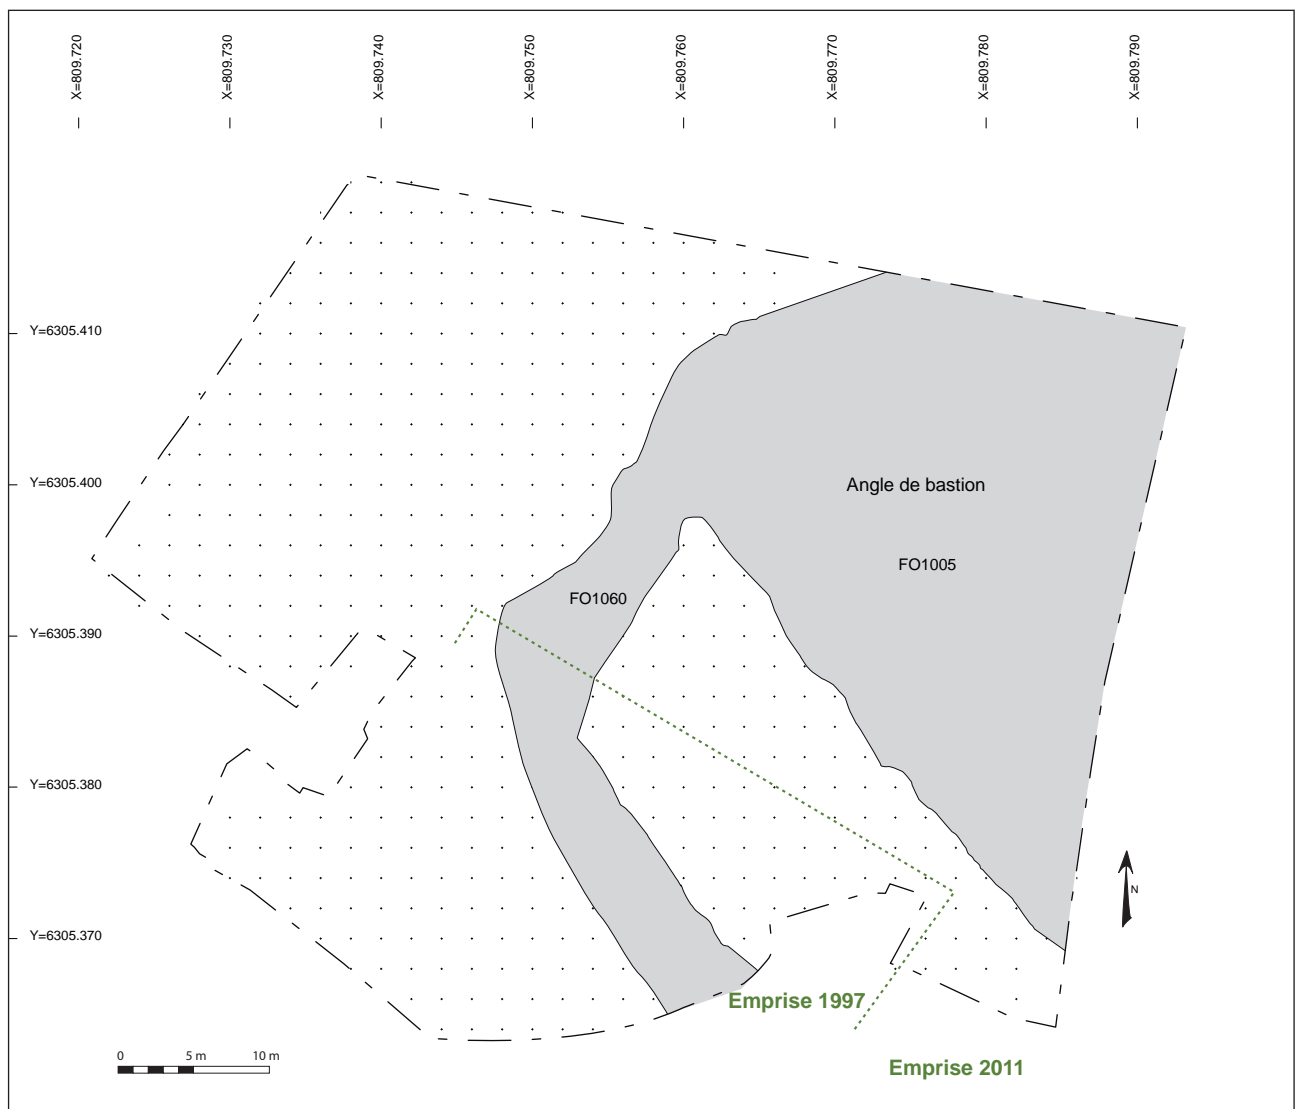 X=809.720
X=809.730
X=809.740
X=809.750
X=809.760
X=809.770
X=809.780
X=809.790
Y=6305.410
Y=6305.400
Angle de bastion
FO1005
FO1060
Y=6305.390
Y=6305.380
N
Y=6305.370
Emprise 1997
0 5 m 10 m
Emprise 2011